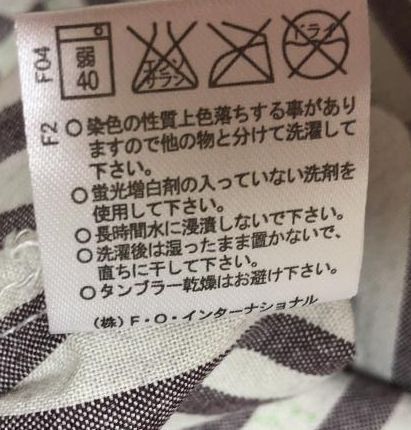 F04
弱
40
エンソ
サラシ
ドライ
F2
○染色の性質上色落ちする事があり
ますので他の物と分けて洗濯して
下さい。
○蛍光増白剤の入っていない洗剤を
使用して下さい。
○長時間水に浸漬しないで下さい。
○洗濯後は湿ったまま置かないで、
直ちに干して下さい。
○タンブラー乾燥はお避け下さい。
(株)F・O・インターナショナル